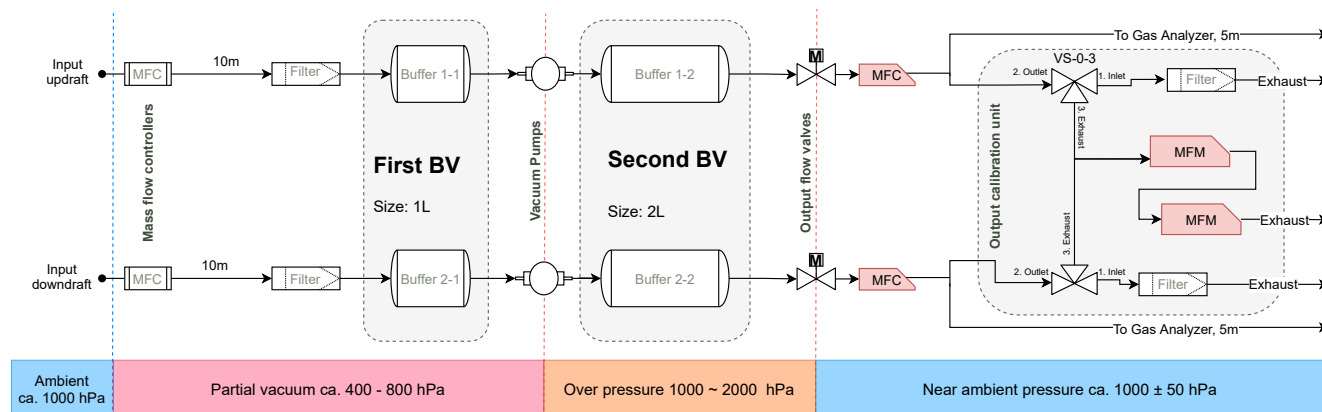 To Gas Analyzer, 5m
VS-0-3
Input
updraft
MFC
10m
Filter
Buffer 1-1
Buffer 1-2
M
MFC
2. Outlet
1. Inlet
Filter
Exhaust
3. Exhaust
Mass flow controllers
First BV
Size: 1L
Vacuum Pumps
Second BV
Size: 2L
Output flow valves
Output calibration unit
MFM
MFM
Exhaust
3. Exhaust
Input
downdraft
MFC
10m
Filter
Buffer 2-1
Buffer 2-2
M
MFC
2. Outlet
1. Inlet
Filter
Exhaust
To Gas Analyzer, 5m
Ambient
ca. 1000 hPa
Partial vacuum ca. 400 - 800 hPa
Over pressure 1000 ~ 2000 hPa
Near ambient pressure ca. 1000 ± 50 hPa